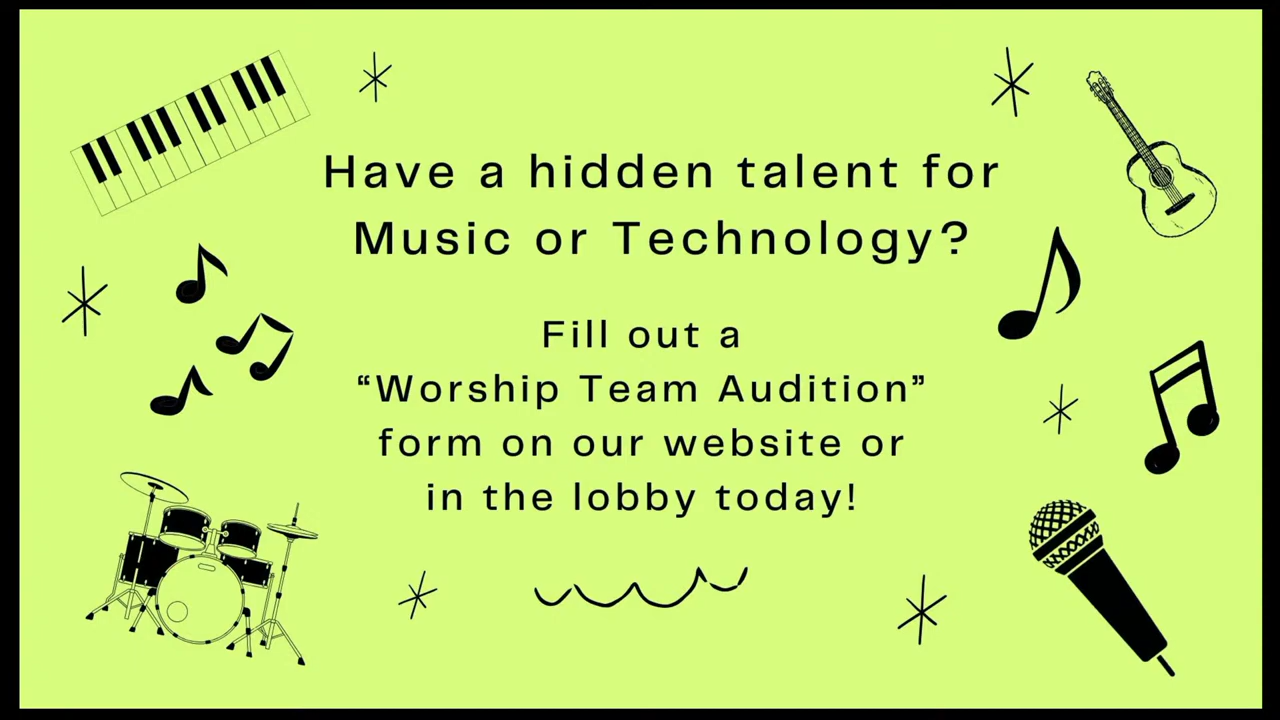 Have a hidden talent for
Music or Technology?
Fill out a
“Worship Team Audition”
form on our website or
in the lobby today!